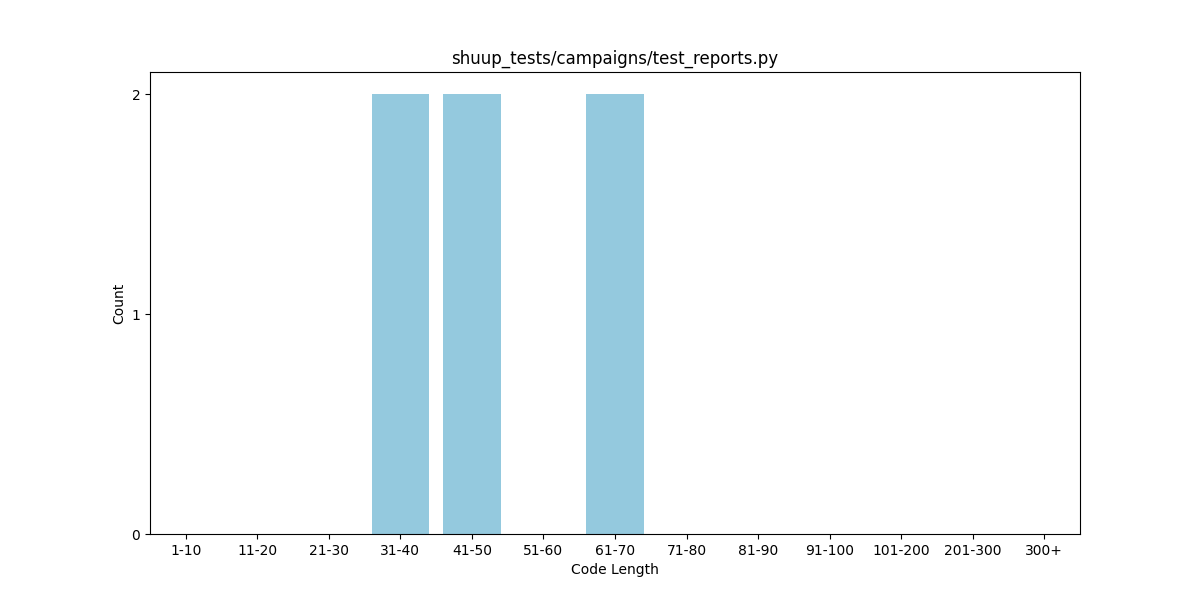 shuup_tests/campaigns/test_reports.py
2
1
0
Count
1-10 11-20 21-30 31-40 41-50 51-60 61-70 71-80 81-90 91-100 101-200 201-300 300+
Code Length